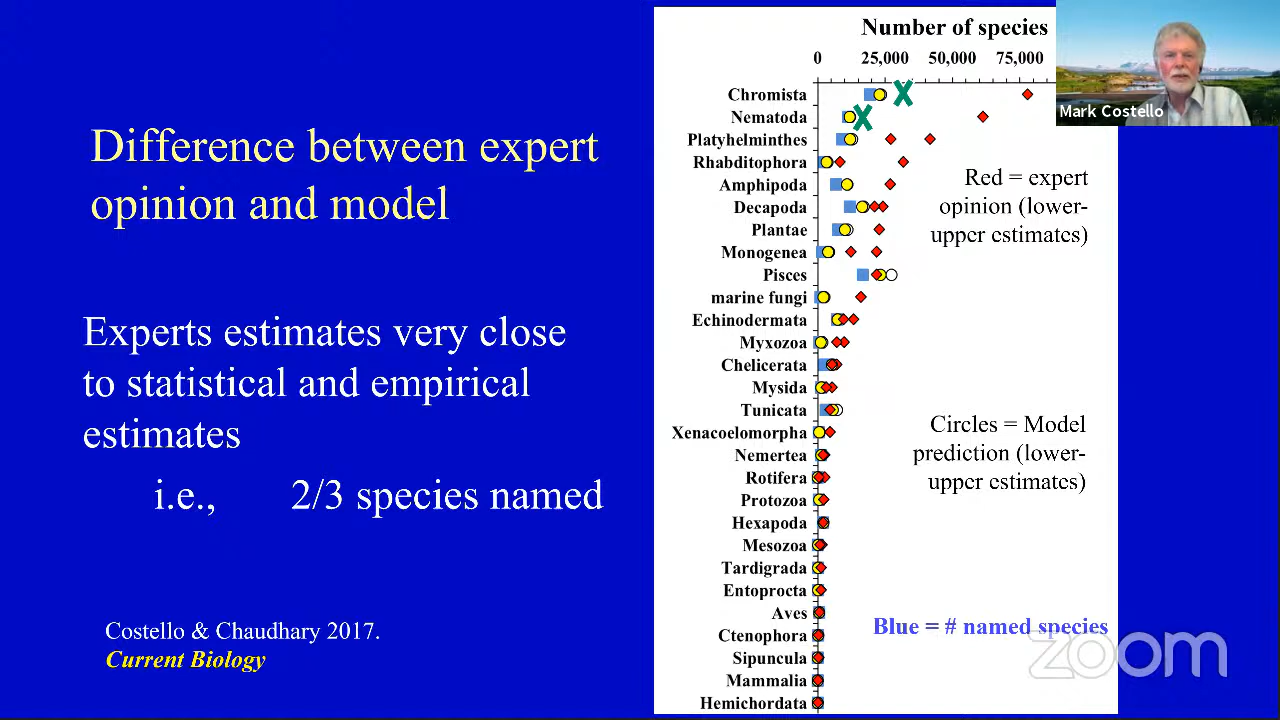 Difference between expert
opinion and model
Experts estimates very close
to statistical and empirical
estimates
i.e., 2/3 species named
Costello & Chaudhary 2017.
Current Biology
Number of species
0 25,000 50,000 75,000
Chromista
Nematoda
Platyhelminthes
Rhabditophora
Amphipoda
Decapoda
Plantae
Monogenea
Pisces
marine fungi
Echinodermata
Myxozoa
Chelicerata
Mysida
Tunicata
Xenacoelomorpha
Nemertea
Rotifera
Protozoa
Hexapoda
Mesozoa
Tardigrada
Entoprocta
Aves
Ctenophora
Sipuncula
Mammalia
Hemichordata
Red = expert
opinion (lower-
upper estimates)
Circles = Model
prediction (lower-
upper estimates)
Blue = # named species
Mark Costello
zoom